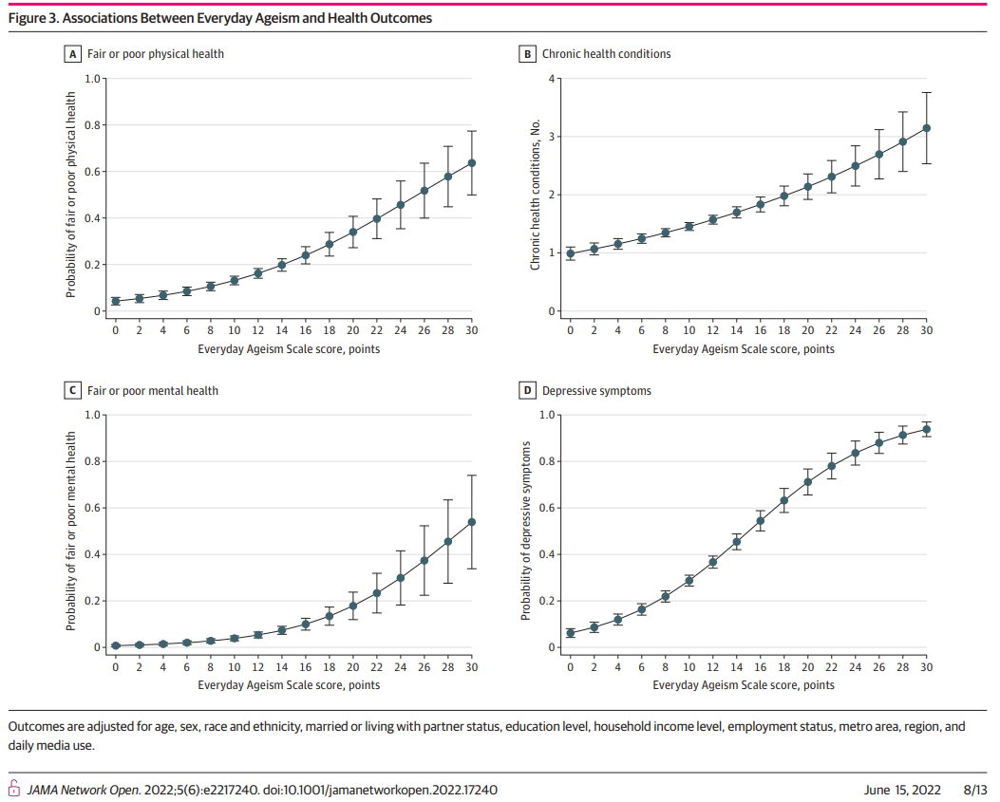 Figure 3. Associations Between Everyday Ageism and Health Outcomes
A Fair or poor physical health
Probability of fair or poor physical health
1.0
0.8
0.6
0.4
0.2
0
0 2 4 6 8 10 12 14 16 18 20 22 24 26 28 30
Everyday Ageism Scale score, points
B Chronic health conditions
Chronic health conditions, No.
4
3
2
1
0
0 2 4 6 8 10 12 14 16 18 20 22 24 26 28 30
Everyday Ageism Scale score, points
C Fair or poor mental health
Probability of fair or poor mental health
1.0
0.8
0.6
0.4
0.2
0
0 2 4 6 8 10 12 14 16 18 20 22 24 26 28 30
Everyday Ageism Scale score, points
D Depressive symptoms
Probability of depressive symptoms
1.0
0.8
0.6
0.4
0.2
0
0 2 4 6 8 10 12 14 16 18 20 22 24 26 28 30
Everyday Ageism Scale score, points
Outcomes are adjusted for age, sex, race and ethnicity, married or living with partner status, education level, household income level, employment status, metro area, region, and
daily media use.
JAMA Network Open. 2022;5(6):e2217240. doi:10.1001/jamanetworkopen.2022.17240
June 15, 2022 8/13